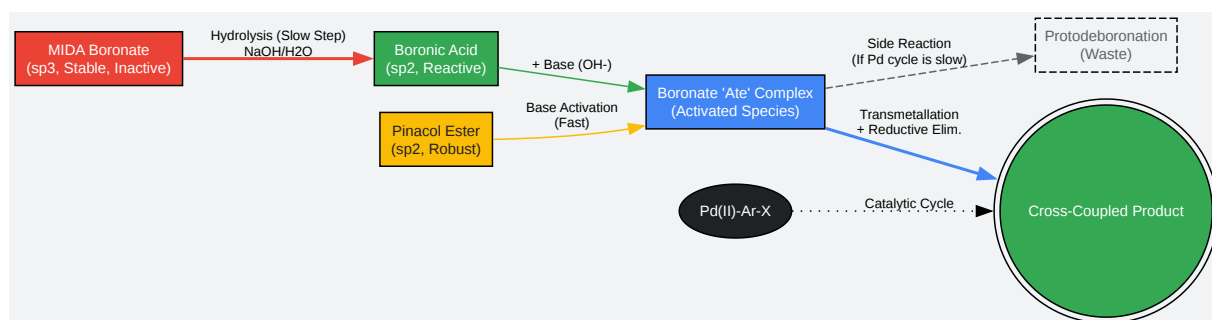 MIDA Boronate
(sp3, Stable, Inactive)
Hydrolysis (Slow Step)
NaOH/H2O
Boronic Acid
(sp2, Reactive)
+ Base (OH-)
Pinacol Ester
(sp2, Robust)
Base Activation
(Fast)
Boronate 'Ate' Complex
(Activated Species)
Side Reaction
(If Pd cycle is slow)
Protodeboronation
(Waste)
Transmetallation
+ Reductive Elim.
Pd(II)-Ar-X
Catalytic Cycle
Cross-Coupled Product